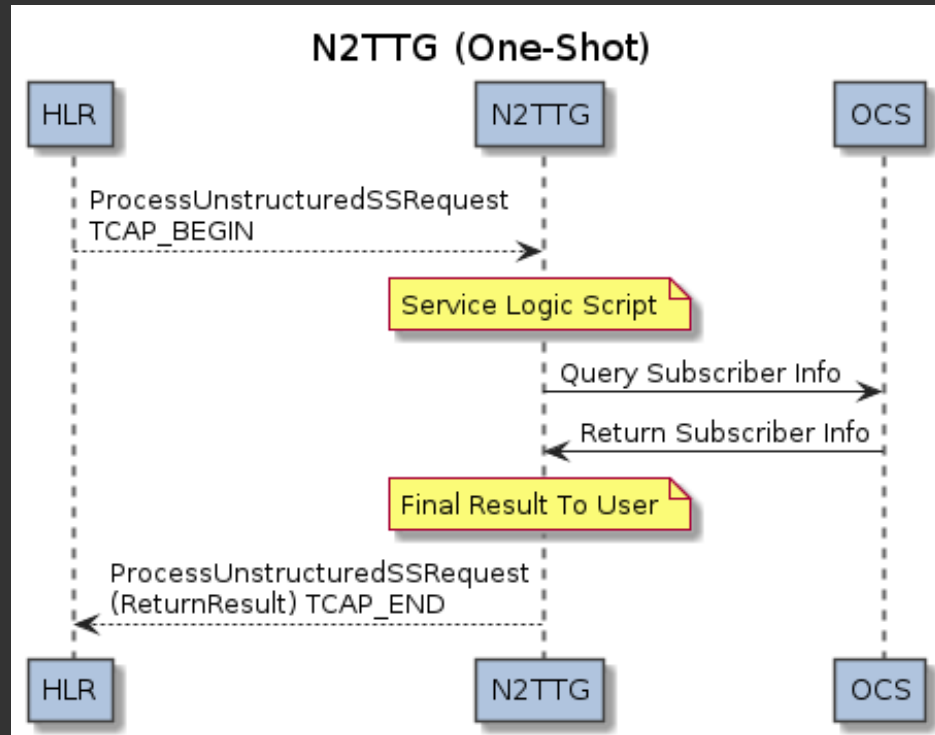 N2TTG (One-Shot)
HLR
N2TTG
OCS
ProcessUnstructuredSSRequest
TCAP_BEGIN
Service Logic Script
Query Subscriber Info
Return Subscriber Info
Final Result To User
ProcessUnstructuredSSRequest
(ReturnResult) TCAP_END
HLR
N2TTG
OCS